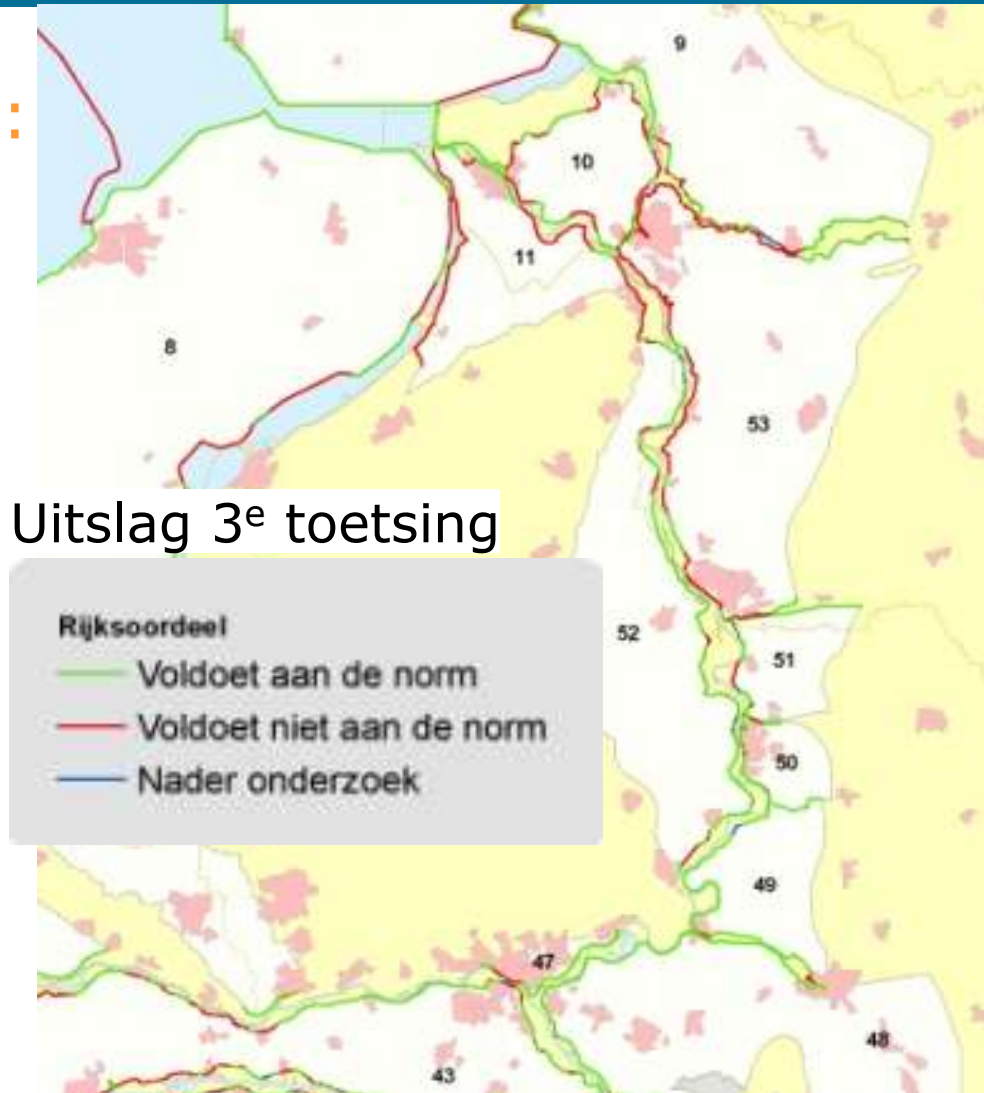 :
9
10
11
8
53
Uitslag 3e toetsing
Rijksoordeel
Voldoet aan de norm
Voldoet niet aan de norm
Nader onderzoek
52
51
50
49
47
48
43